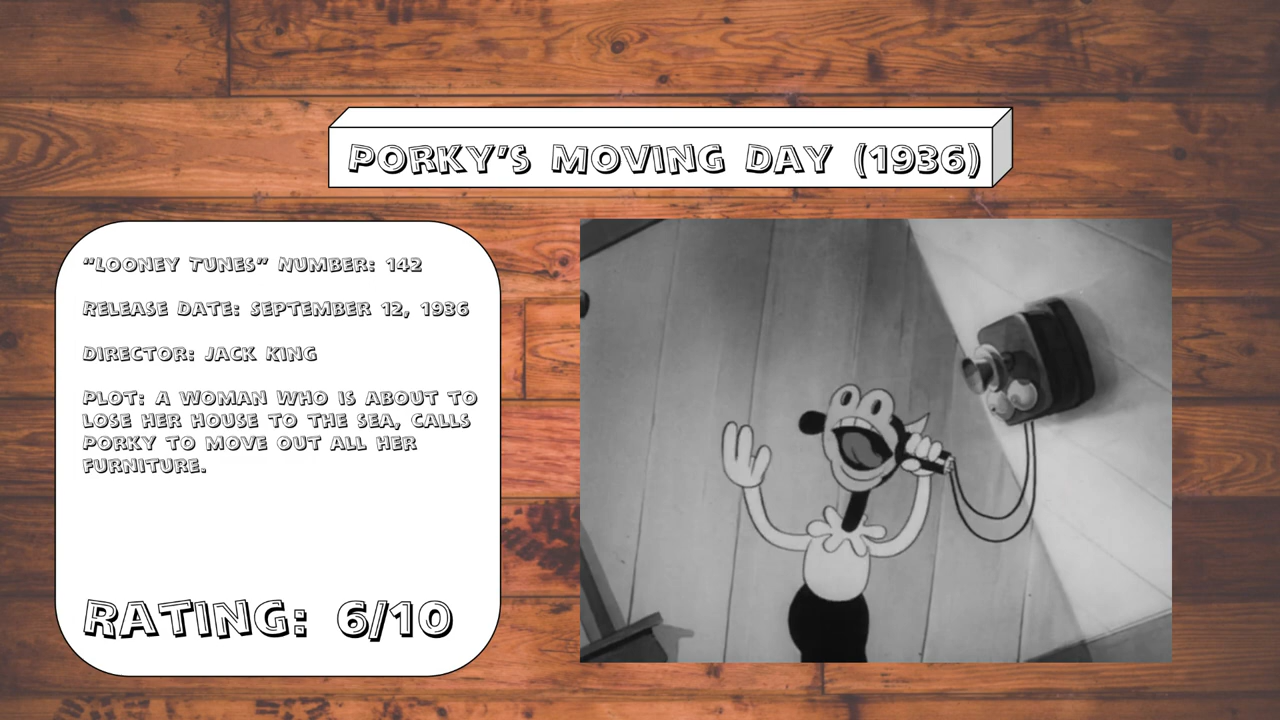 PORKY'S MOVING DAY (1936)
"LOONEY TUNES" NUMBER: 142
RELEASE DATE: SEPTEMBER 12, 1936
DIRECTOR: JACK KING
PLOT: A WOMAN WHO IS ABOUT TO
LOSE HER HOUSE TO THE SEA, CALLS
PORKY TO MOVE OUT ALL HER
FURNITURE.
RATING: 6/10